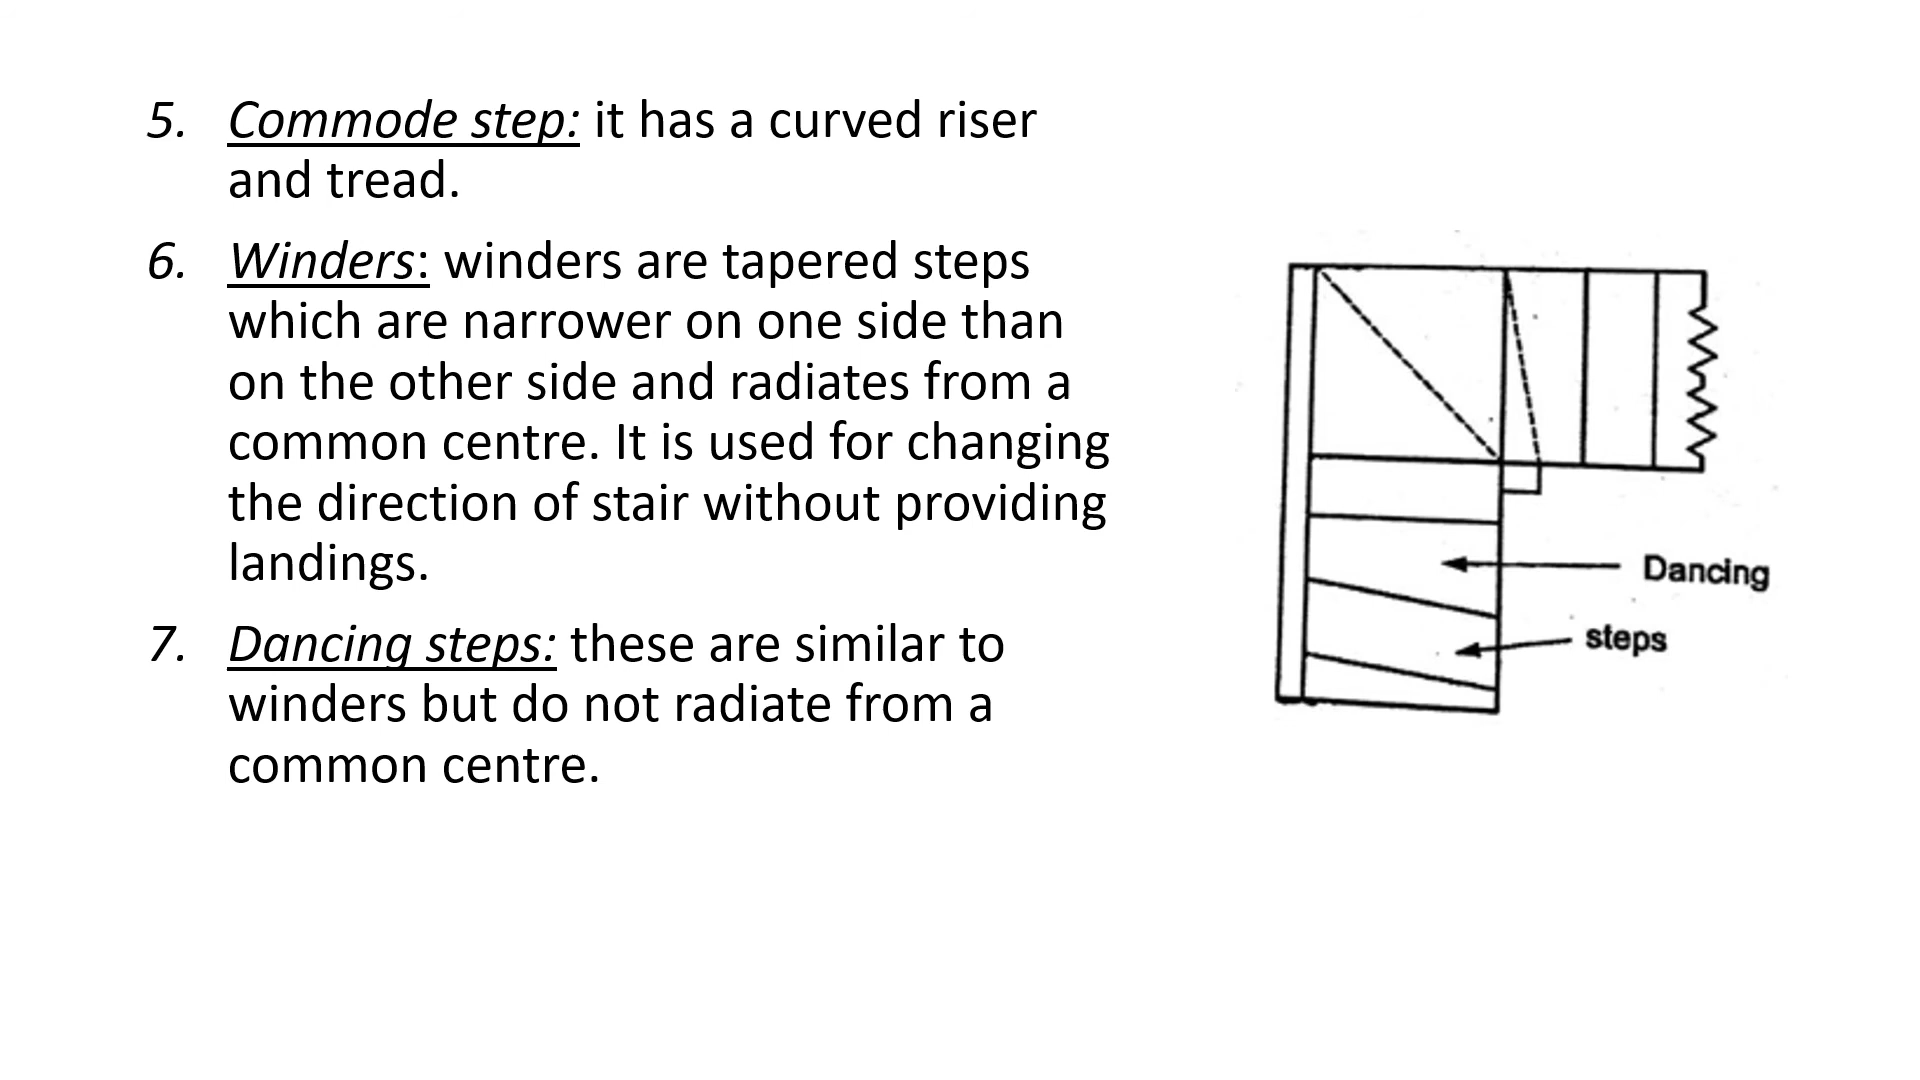 5. Commode step: it has a curved riser
and tread.
6. Winders: winders are tapered steps
which are narrower on one side than
on the other side and radiates from a
common centre. It is used for changing
the direction of stair without providing
landings.
7. Dancing steps: these are similar to
winders but do not radiate from a
common centre.
Dancing
steps